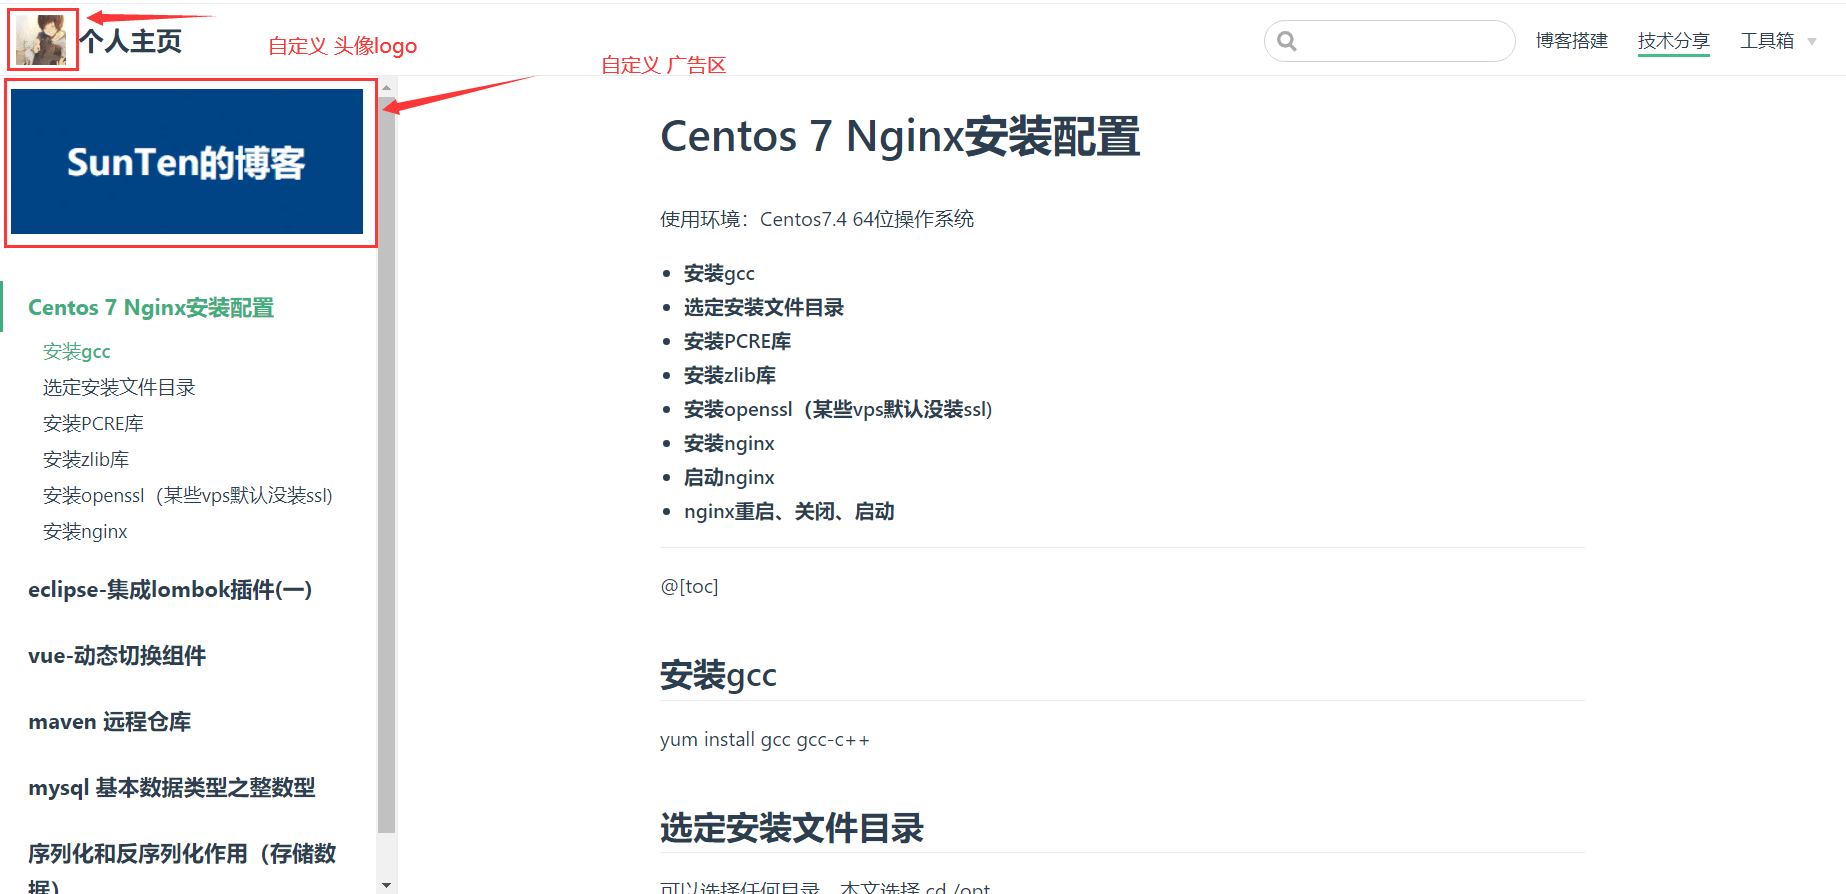 个人主页
自定义 头像logo
自定义 广告区
博客搭建
技术分享
工具箱
SunTen的博客
Centos 7 Nginx安装配置
安装gcc
选定安装文件目录
安装PCRE库
安装zlib库
安装openssl（某些vps默认没装ssl)
安装nginx
eclipse-集成lombok插件(一)
vue-动态切换组件
maven 远程仓库
mysql 基本数据类型之整数型
序列化和反序列化作用（存储数
据）
Centos 7 Nginx安装配置
使用环境：Centos7.4 64位操作系统
安装gcc
选定安装文件目录
安装PCRE库
安装zlib库
安装openssl（某些vps默认没装ssl)
安装nginx
启动nginx
nginx重启、关闭、启动
@[toc]
安装gcc
yum install gcc gcc-c++
选定安装文件目录
可以选择任何目录，本文选择 cd /opt